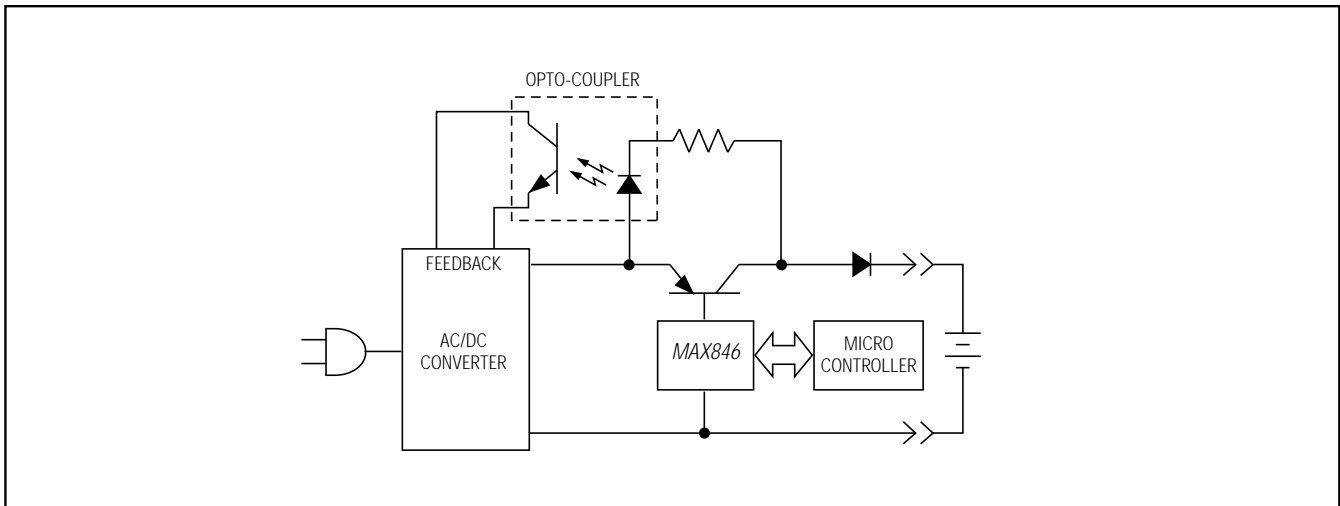 OPTO-COUPLER
FEEDBACK
AC/DC
CONVERTER
MAX846
MICRO
CONTROLLER